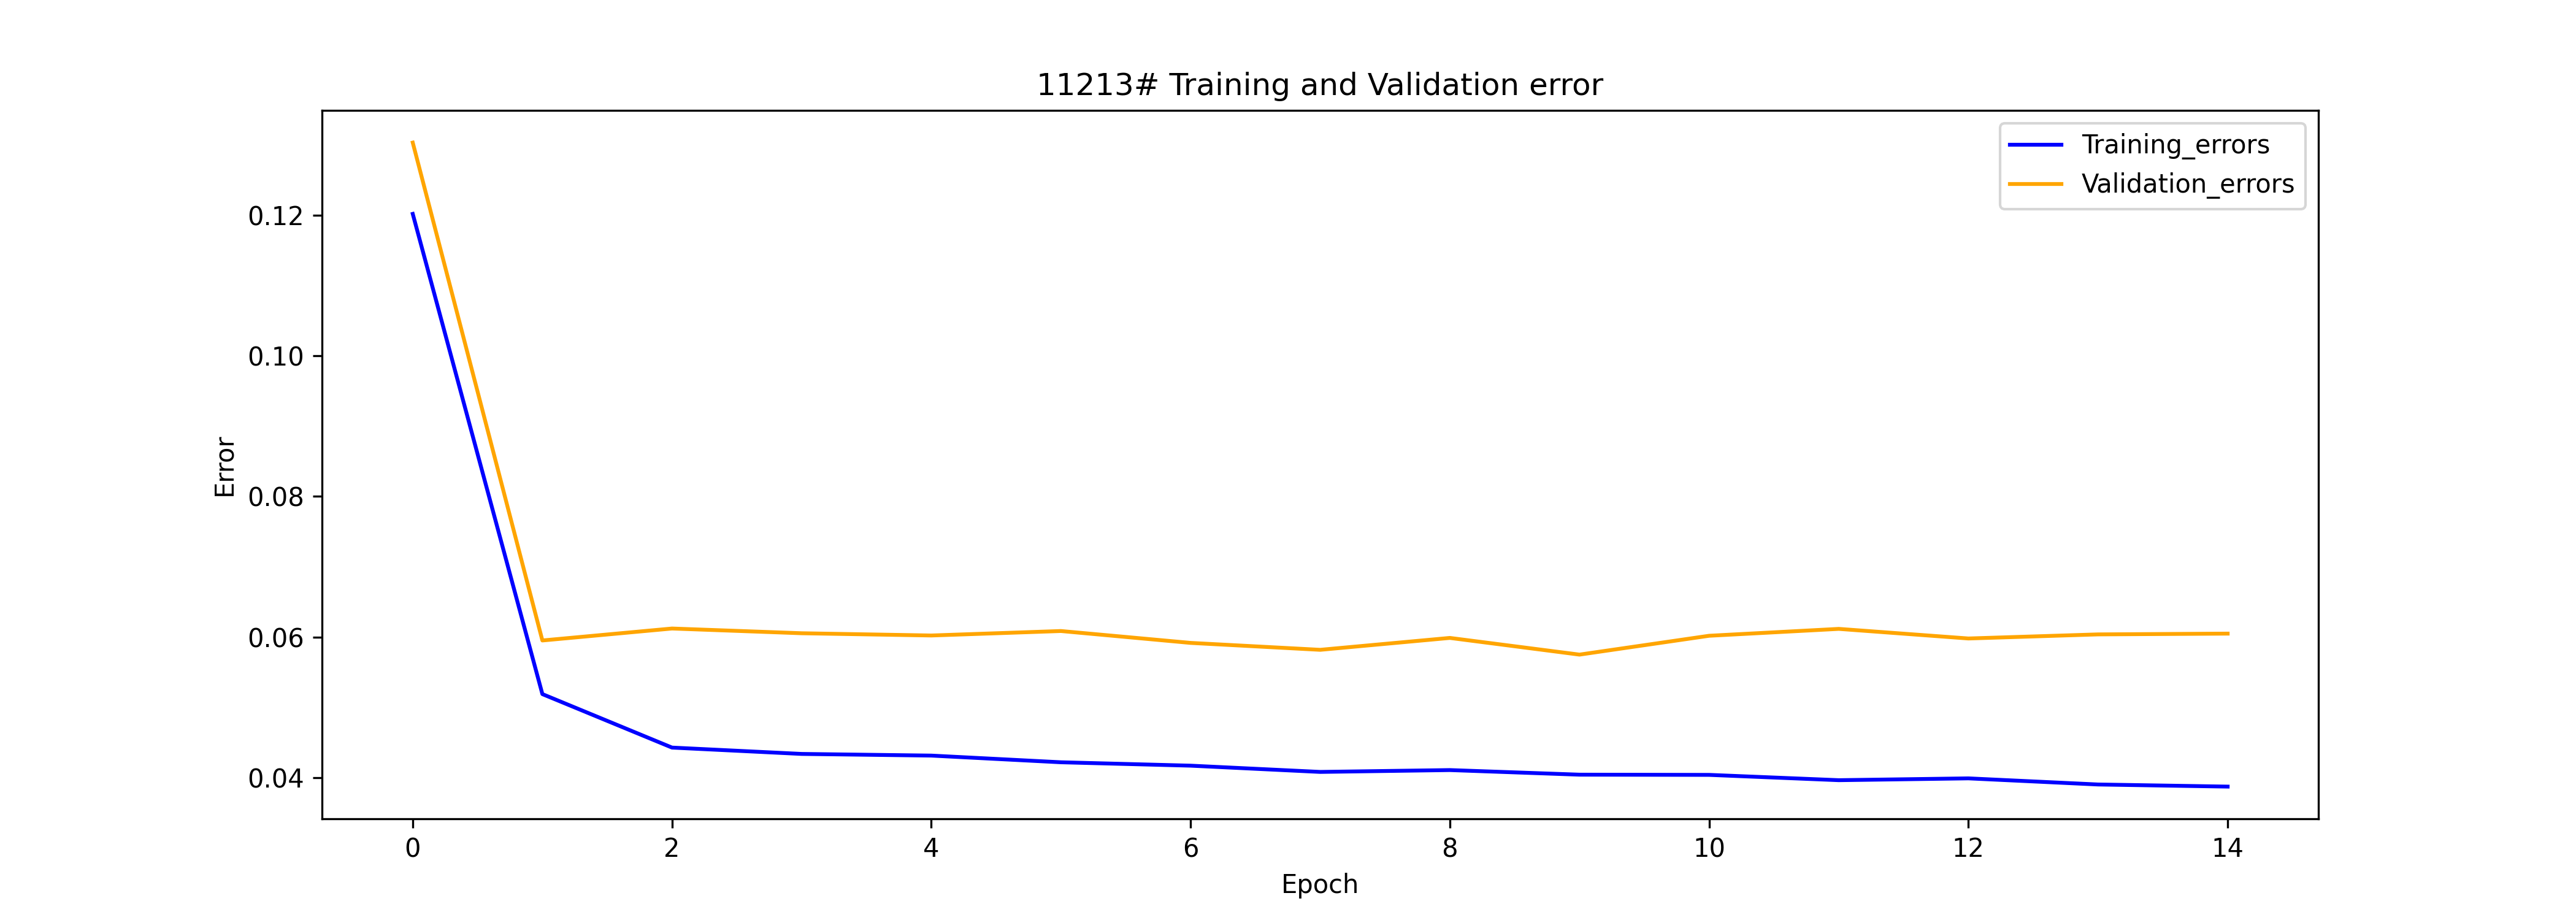 11213# Training and Validation error
Training_errors
Validation_errors
0.12
0.10
0.08
0.06
0.04
Error
0 2 4 6 8 10 12 14
Epoch